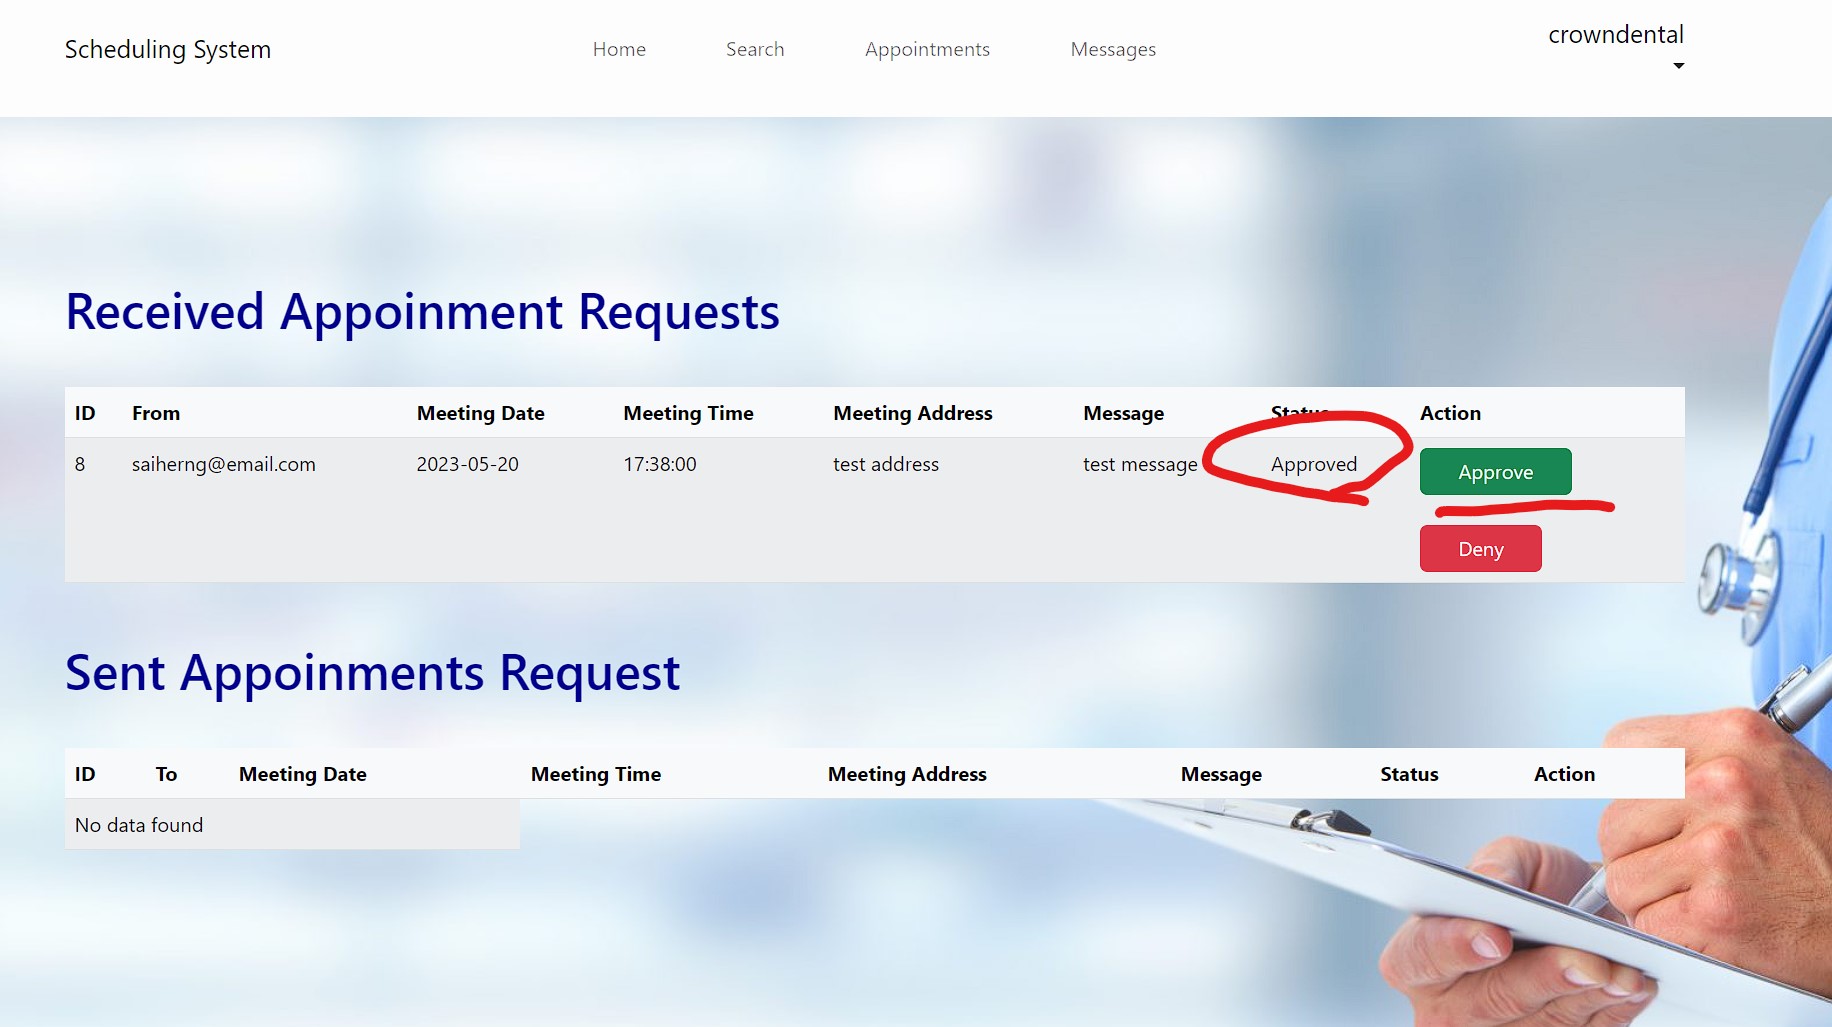 Scheduling System
Home Search Appointments Messages
crowndental
Received Appoinment Requests
ID From Meeting Date Meeting Time Meeting Address Message Status Action
8 saiherng@email.com 2023-05-20 17:38:00 test address test message Approved Approve
Deny
Sent Appoinments Request
ID To Meeting Date Meeting Time Meeting Address Message Status Action
No data found